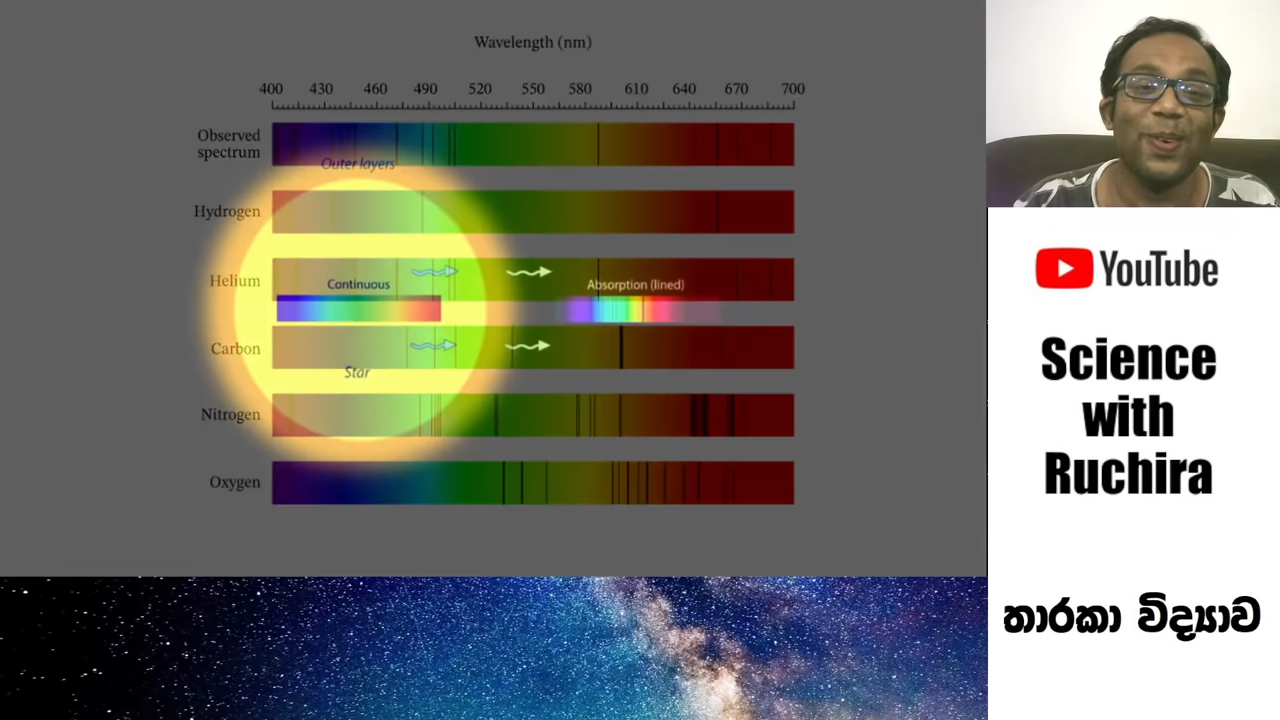 Wavelength (nm)
400 430 460 490 520 550 580 610 640 670 700
Observed
spectrum
Outer layers
Hydrogen
Helium
Continuous
Absorption (lined)
Carbon
Star
Nitrogen
Oxygen
YouTube
Science
with
Ruchira
තාරකා විද්‍යාව